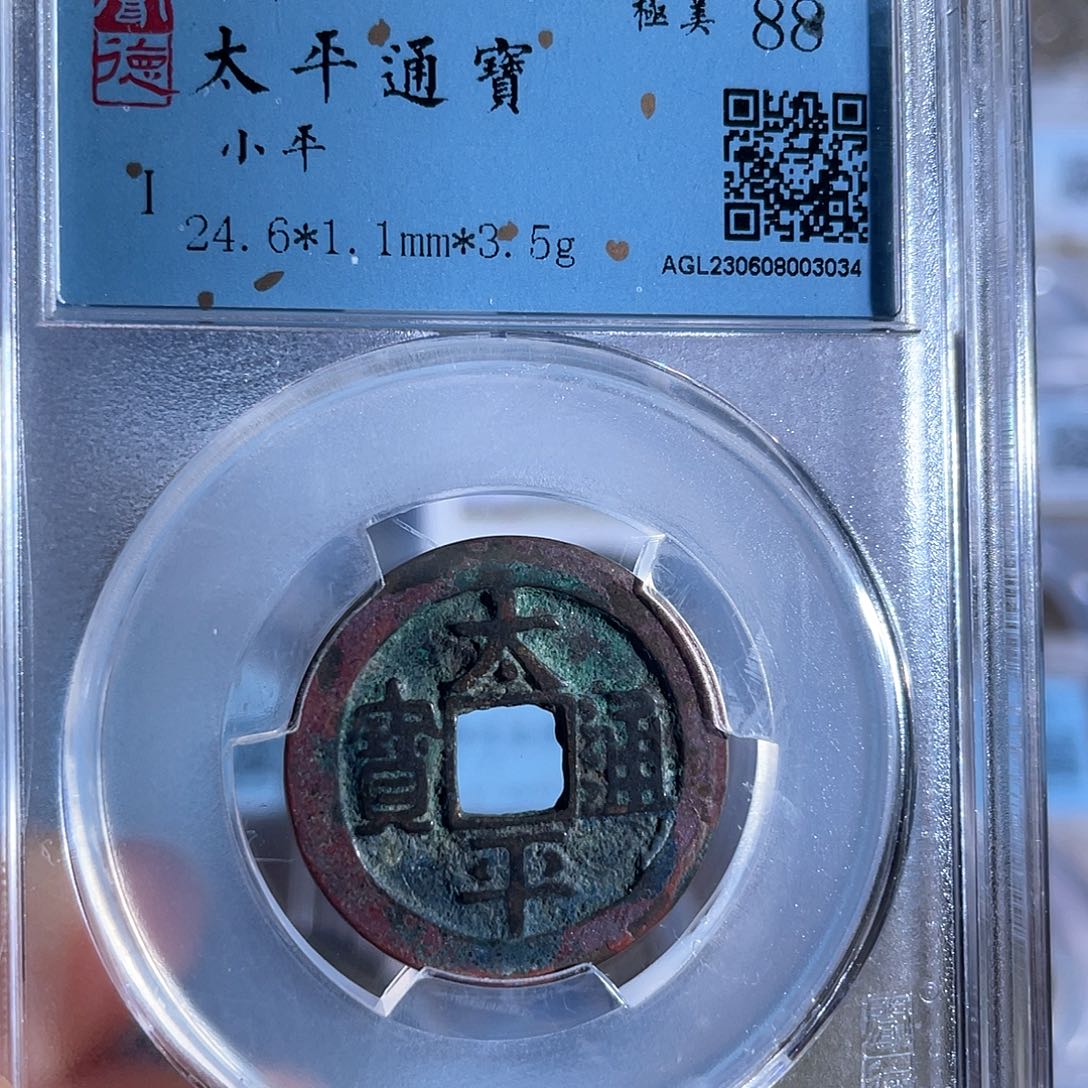 極美 88
德
太平通寶
小平
I
24.6*1.1mm*3.5g
AGL230608003034
太平通寶